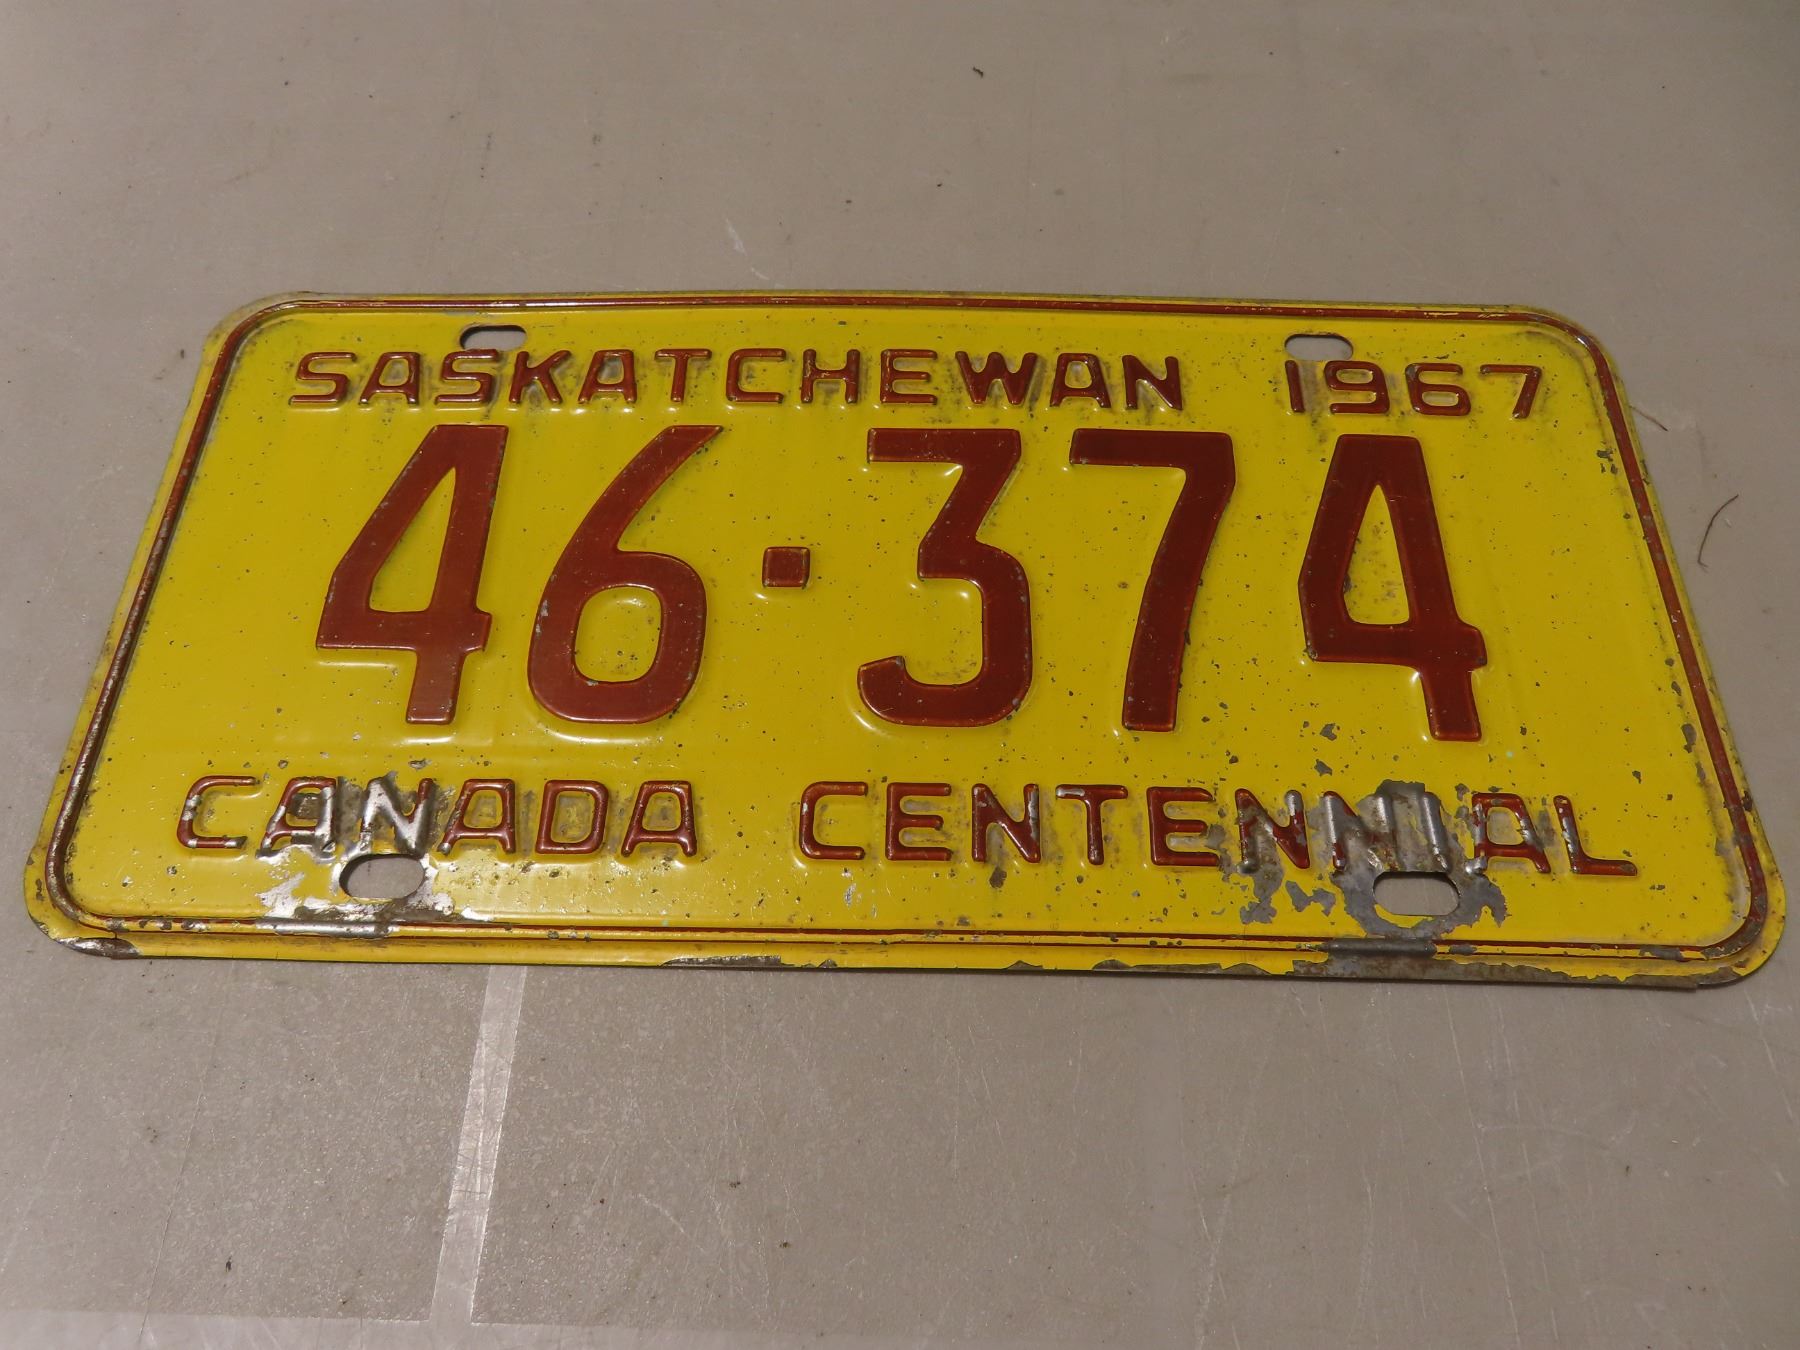 SASKATCHEWAN 1967
46·374
CANADA CENTENNIAL